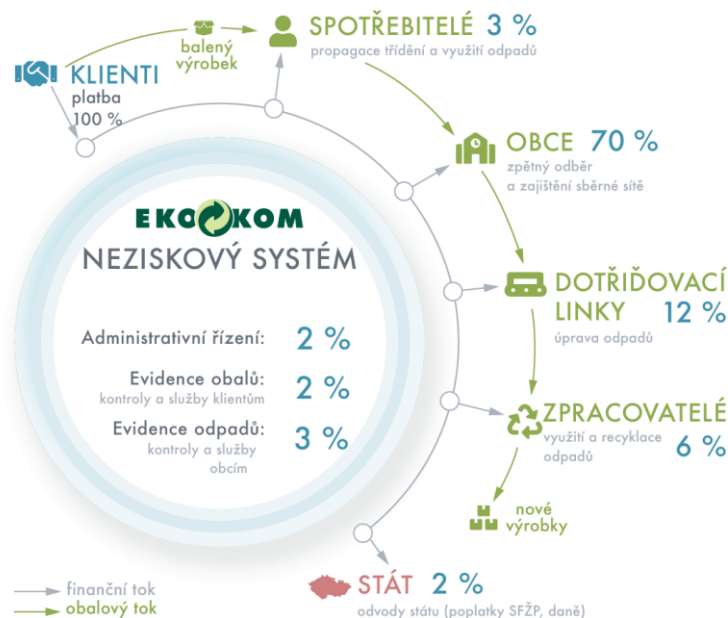 SPOTŘEBITELÉ 3 %
propagace třídění a využití odpadů
balený
výrobek
KLIENTI
platba
100 %
OBCE 70 %
zpětný odběr
a zajištění sběrné sítě
EKO KOM
NEZISKOVÝ SYSTÉM
Administrativní řízení: 2 %
Evidence obalů: 2 %
kontroly a služby klientům
Evidence odpadů: 3 %
kontroly a služby
obcím
DOTŘIĎOVACÍ
LINKY 12 %
úprava odpadů
ZPRACOVATELÉ
využití a recyklace
odpadů 6 %
nové
výrobky
STÁT 2 %
odvody státu (poplatky SFŽP, daně)
finanční tok
obalový tok